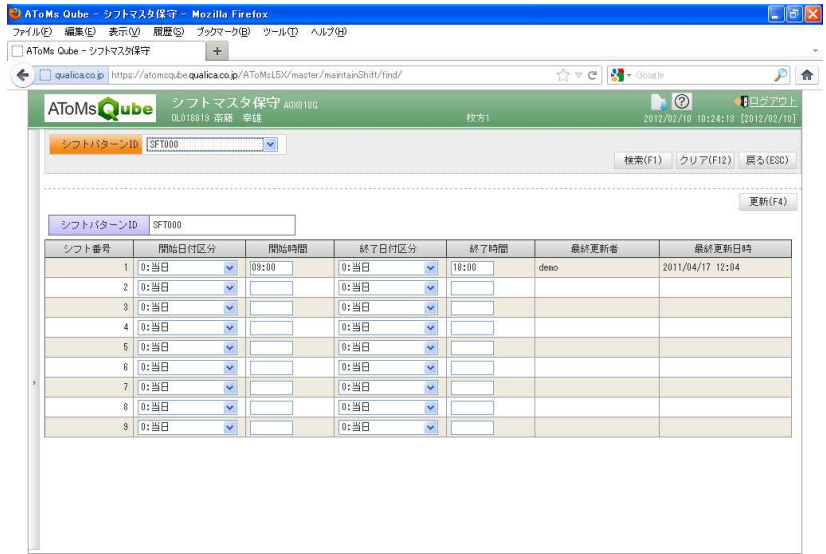 AToMs Qube - シフトマスタ保守 - Mozilla Firefox
ファイル(F) 編集(E) 表示(V) 履歴(S) ブックマーク(B) ツール(T) ヘルプ(H)
AToMs Qube - シフトマスタ保守 +
qualica.co.jp https://atomsqube.qualica.co.jp/AToMsL5X/master/maintainShift/find/ Google
AToMs Qube シフトマスタ保守 AQX018G ? ログアウト
QL018819 斎藤 幸雄 枚方1 2012/02/10 10:24:13 [2012/02/10]
シフトパターンID SFT000
検索(F1) クリア(F12) 戻る(ESC)
更新(F4)
シフトパターンID SFT000
シフト番号 開始日付区分 開始時間 終了日付区分 終了時間 最終更新者 最終更新日時
1 0:当日 09:00 0:当日 18:00 demo 2011/04/17 12:04
2 0:当日 0:当日
3 0:当日 0:当日
4 0:当日 0:当日
5 0:当日 0:当日
6 0:当日 0:当日
7 0:当日 0:当日
8 0:当日 0:当日
9 0:当日 0:当日